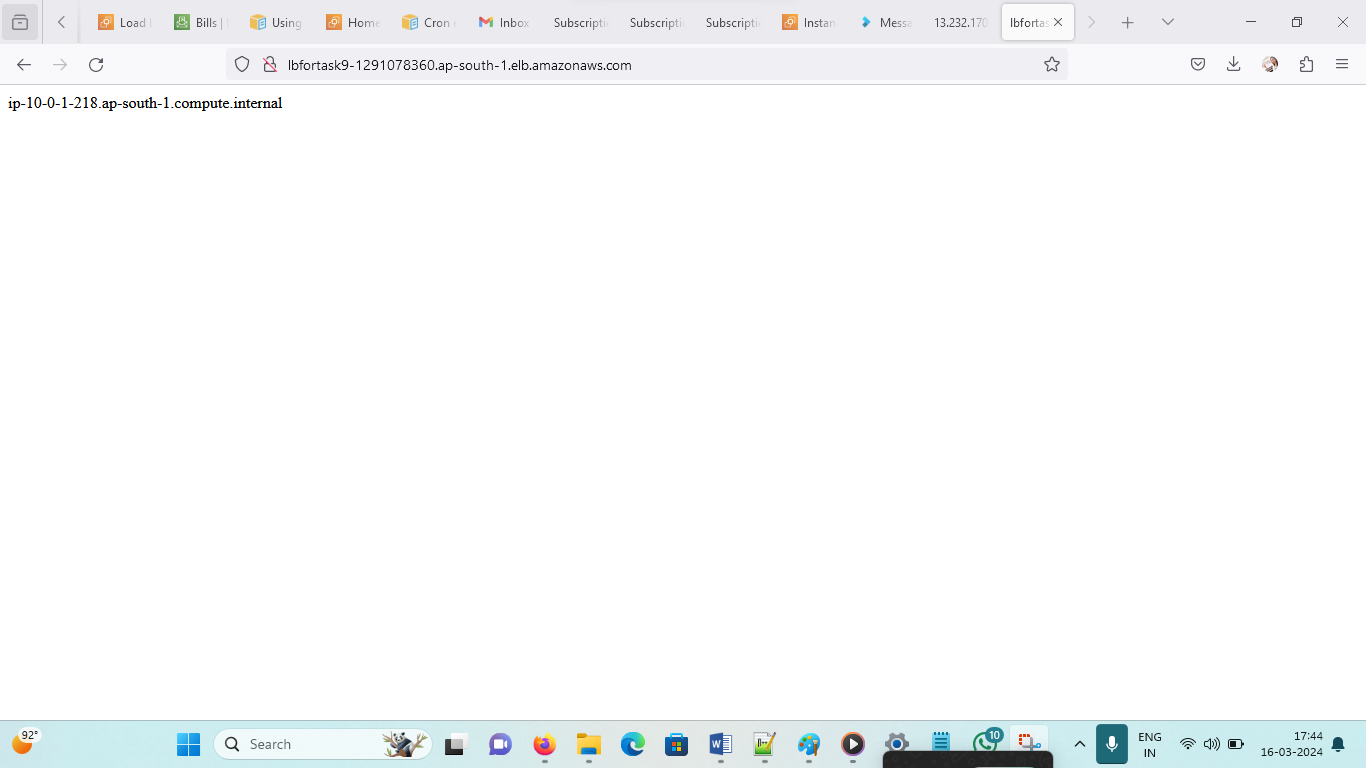 Load
Bills |
Using
Home
Cron
Inbox
Subscripti
Subscripti
Subscripti
Instan
Messa
13.232.170
lbfortas
lbfortask9-1291078360.ap-south-1.elb.amazonaws.com
ip-10-0-1-218.ap-south-1.compute.internal
92°
Search
10
ENG
IN
17:44
16-03-2024